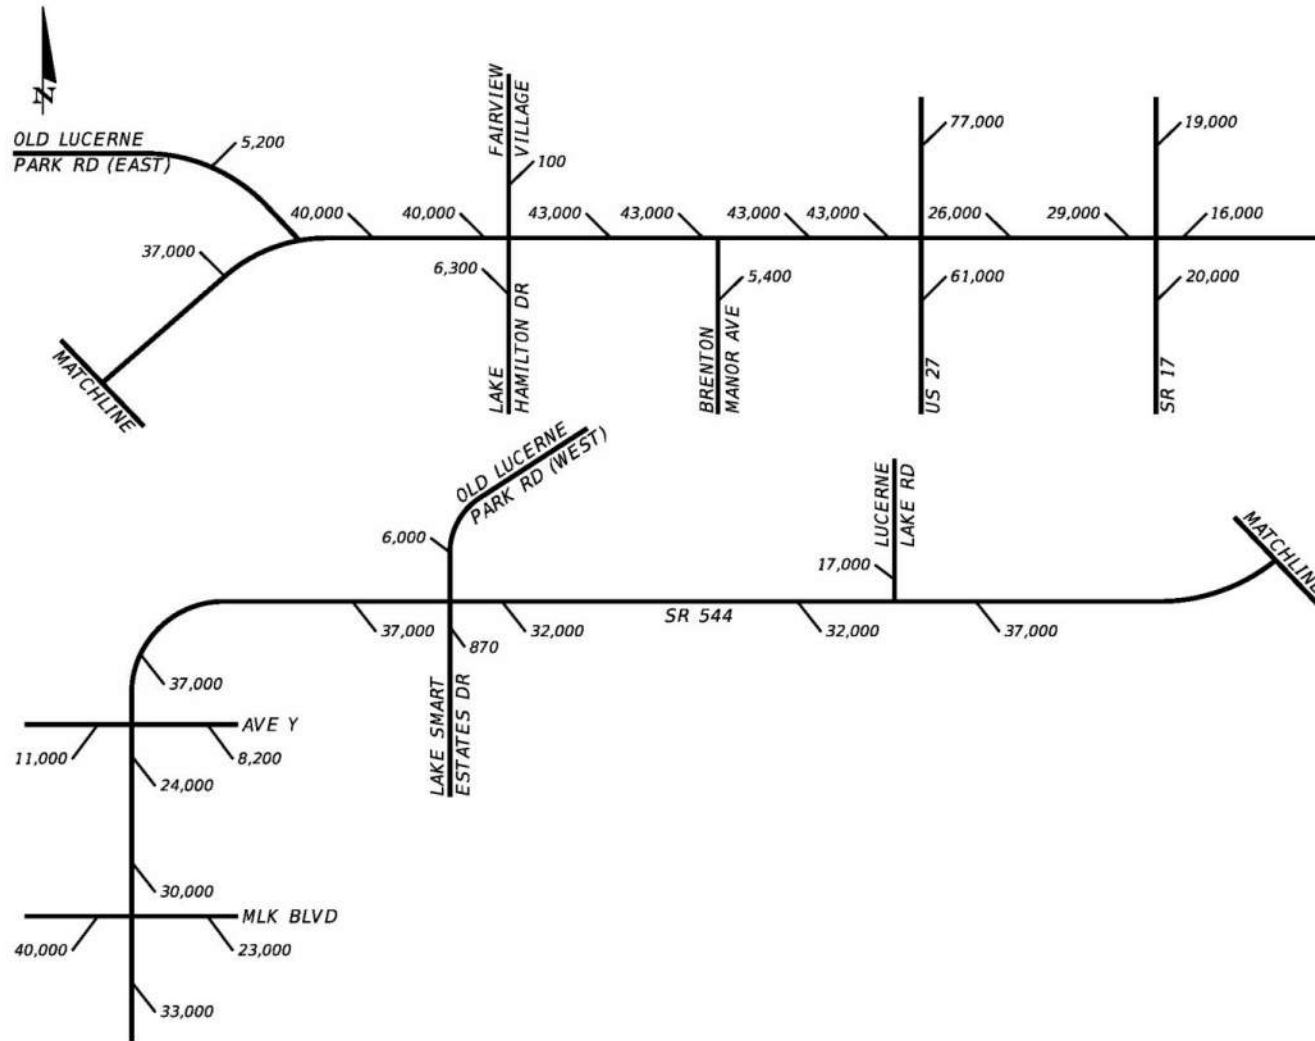 N
OLD LUCERNE
PARK RD (EAST)
5,200
FAIRVIEW
VILLAGE
100
77,000
19,000
40,000
40,000
43,000
43,000
43,000
43,000
26,000
29,000
16,000
37,000
6,300
5,400
61,000
20,000
MATCHLINE
LAKE
HAMILTON DR
BRENTON
MANOR AVE
US 27
SR 17
OLD LUCERNE
PARK RD (WEST)
6,000
LUCERNE
LAKE RD
17,000
MATCHLINE
37,000
32,000
SR 544
32,000
37,000
870
LAKE SMART
ESTATES DR
37,000
AVE Y
11,000
8,200
24,000
30,000
MLK BLVD
40,000
23,000
33,000